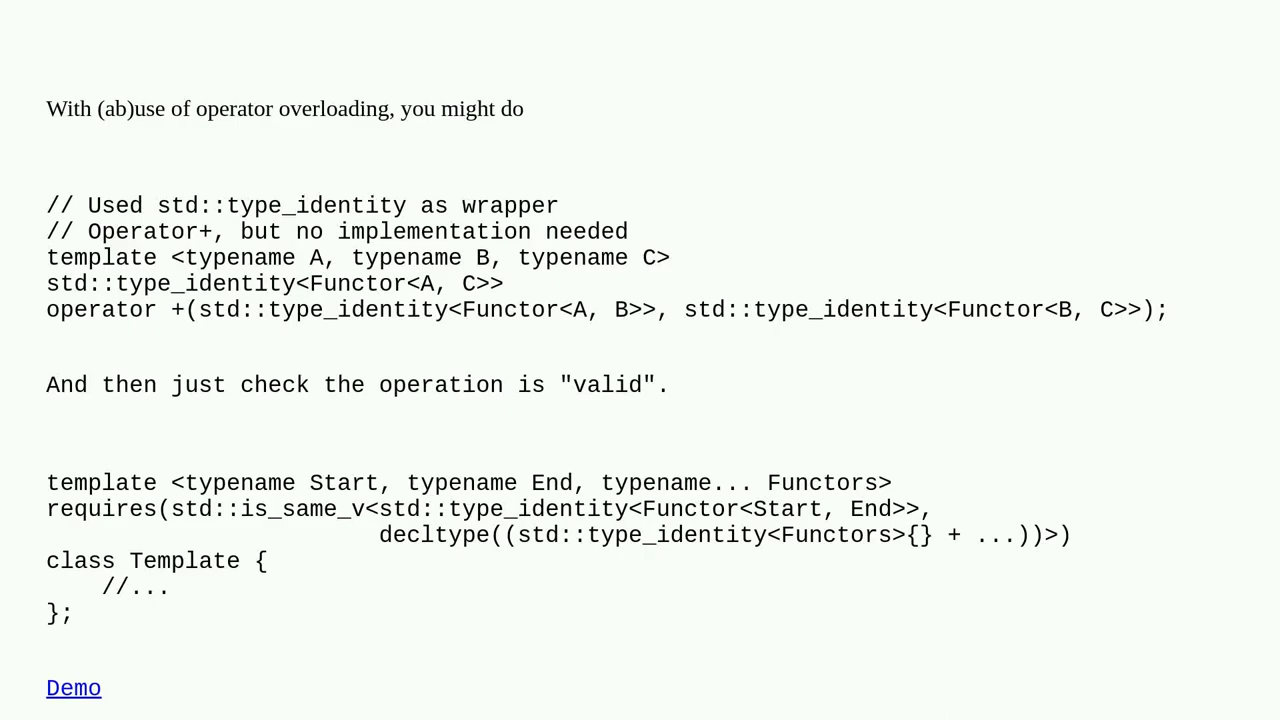 With (ab)use of operator overloading, you might do
// Used std::type_identity as wrapper
// Operator+, but no implementation needed
template <typename A, typename B, typename C>
std::type_identity<Functor<A, C>>
operator +(std::type_identity<Functor<A, B>>, std::type_identity<Functor<B, C>>);
And then just check the operation is "valid".
template <typename Start, typename End, typename... Functors>
requires(std::is_same_v<std::type_identity<Functor<Start, End>>,
                        decltype((std::type_identity<Functors>{} + ...))>)
class Template {
    //...
};
Demo